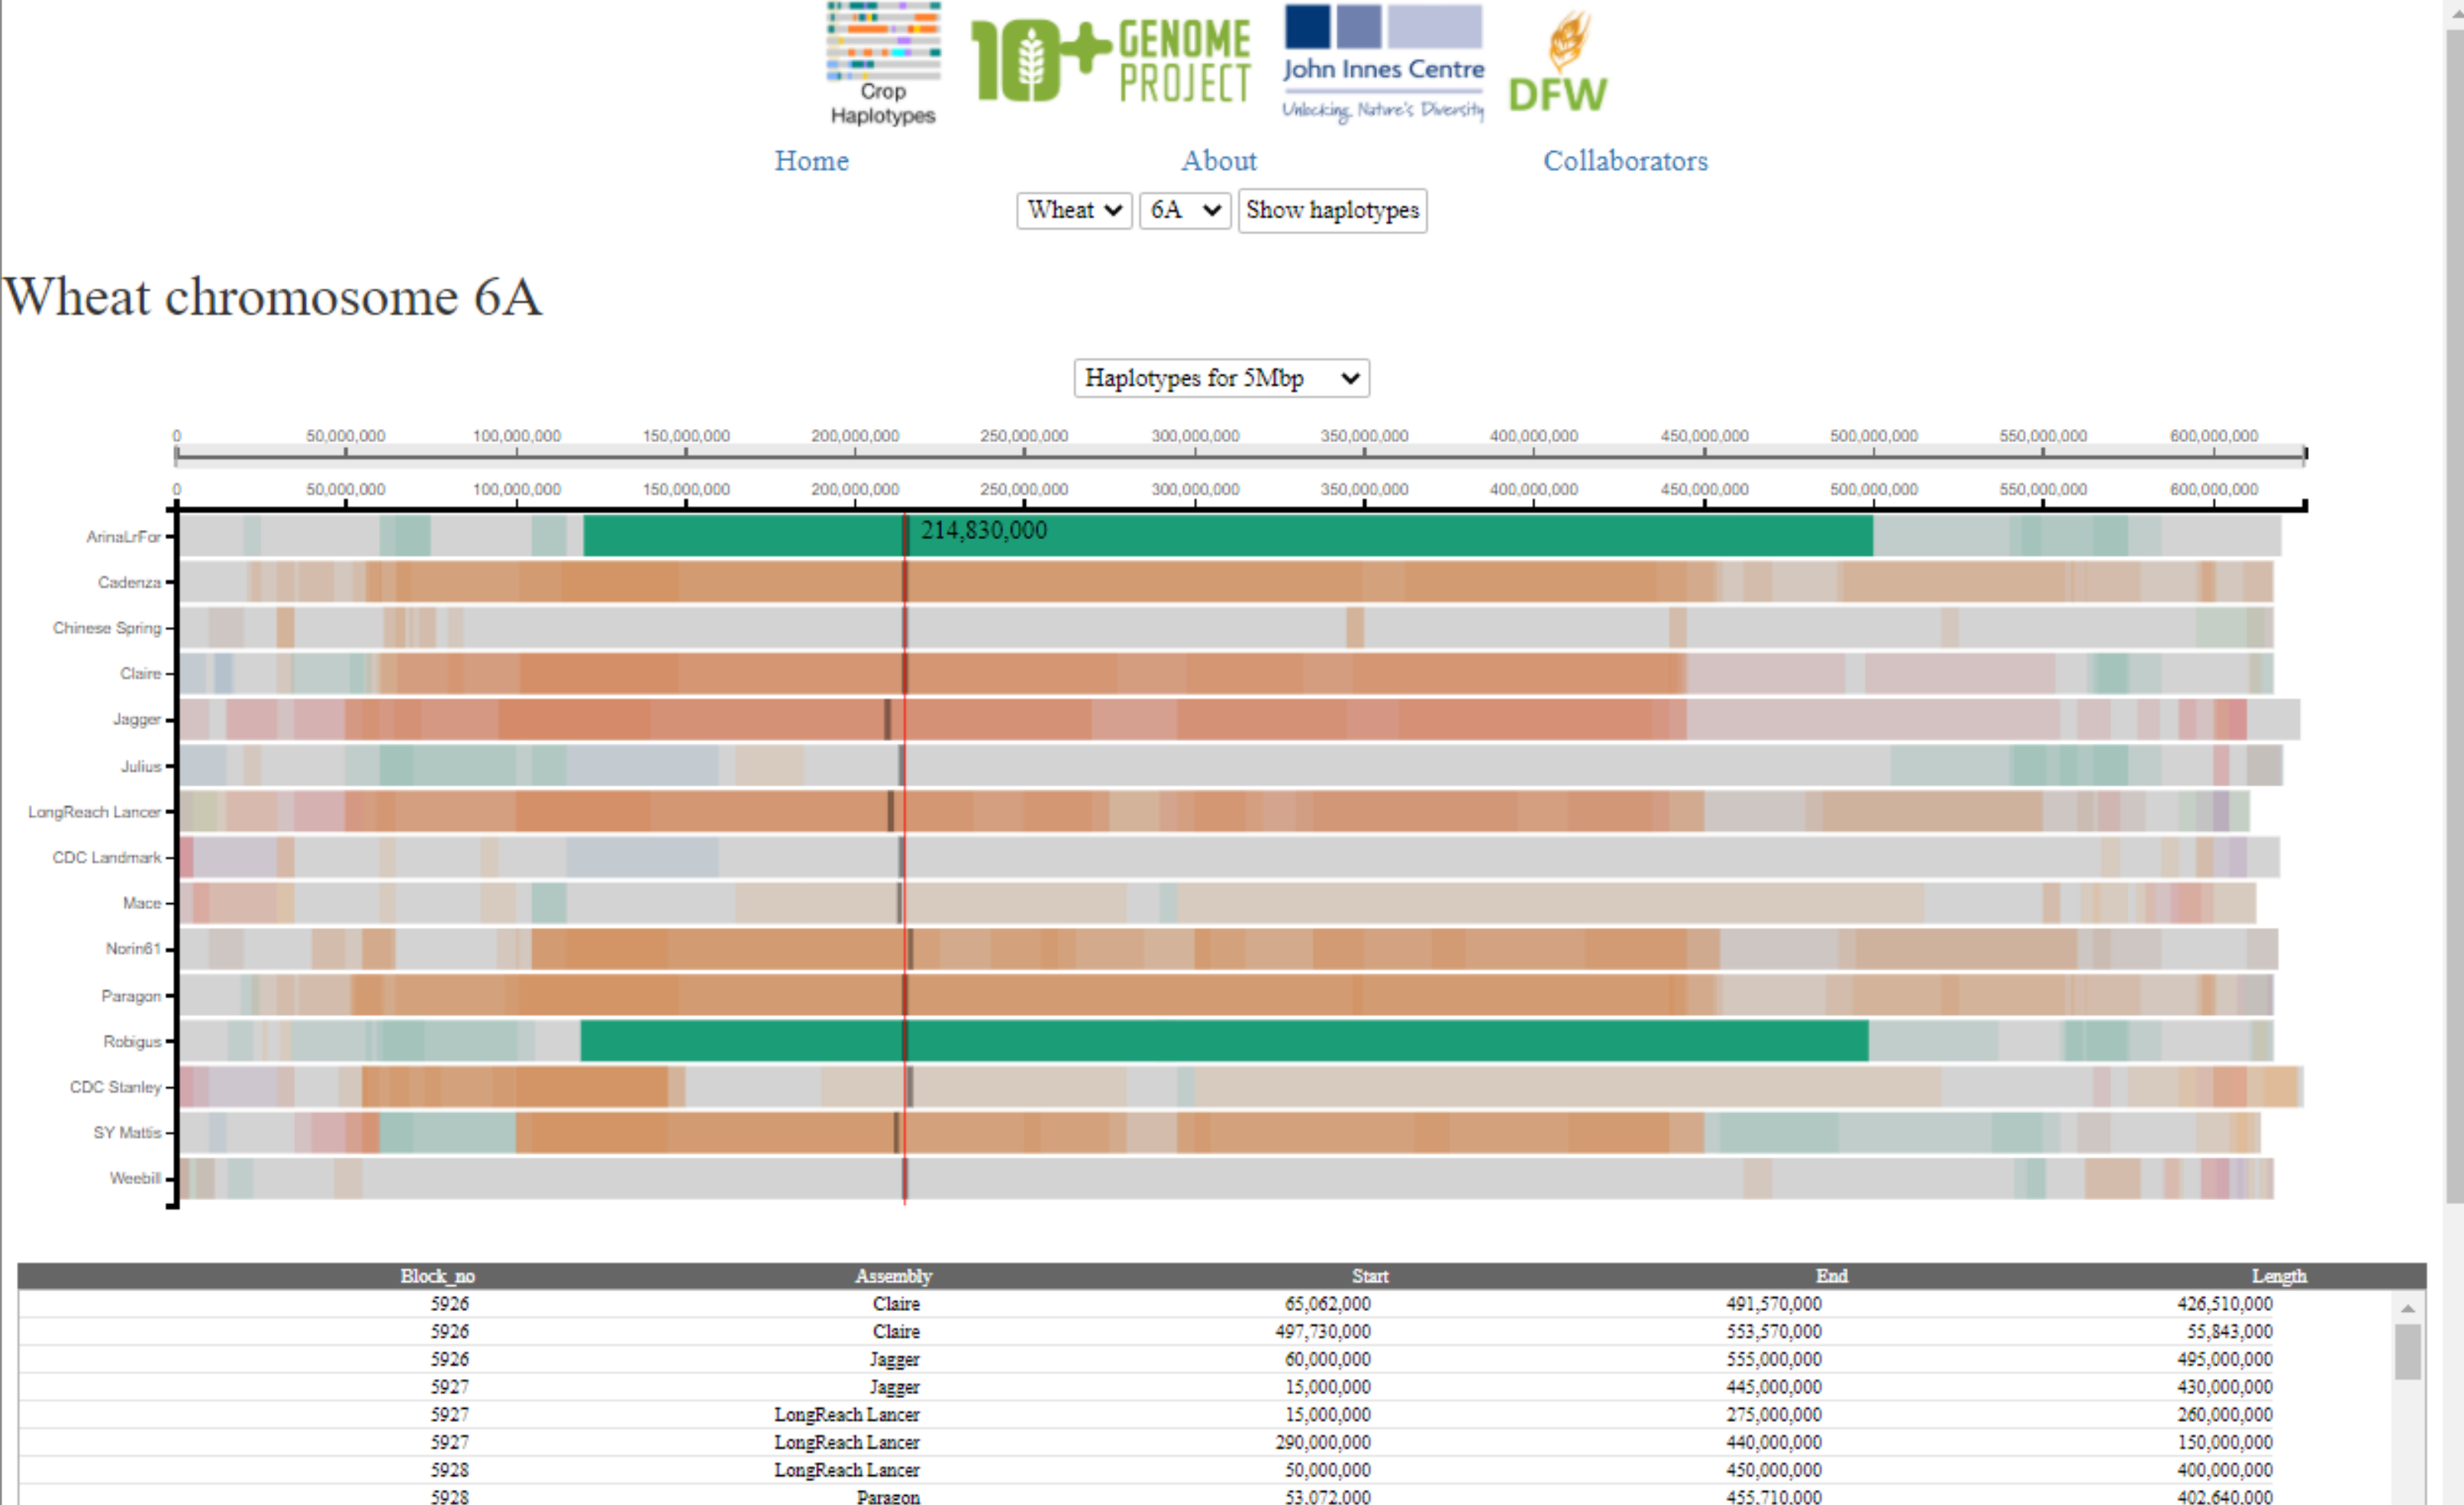 Crop
Haplotypes
10+ GENOME
PROJECT
John Innes Centre
Unlocking Nature's Diversity
DFW
Home About Collaborators
Wheat 6A Show haplotypes
Wheat chromosome 6A
Haplotypes for 5Mbp
0 50,000,000 100,000,000 150,000,000 200,000,000 250,000,000 300,000,000 350,000,000 400,000,000 450,000,000 500,000,000 550,000,000 600,000,000
0 50,000,000 100,000,000 150,000,000 200,000,000 250,000,000 300,000,000 350,000,000 400,000,000 450,000,000 500,000,000 550,000,000 600,000,000
ArinaLrFor 214,830,000
Cadenza
Chinese Spring
Claire
Jagger
Julius
LongReach Lancer
CDC Landmark
Mace
Norin61
Paragon
Robigus
CDC Stanley
SY Mattis
Weebill
Block_no Assembly Start End Length
5926 Claire 65,062,000 491,570,000 426,510,000
5926 Claire 497,730,000 553,570,000 55,843,000
5926 Jagger 60,000,000 555,000,000 495,000,000
5927 Jagger 15,000,000 445,000,000 430,000,000
5927 LongReach Lancer 15,000,000 275,000,000 260,000,000
5927 LongReach Lancer 290,000,000 440,000,000 150,000,000
5928 LongReach Lancer 50,000,000 450,000,000 400,000,000
5928 Paragon 53,072,000 455,710,000 402,640,000